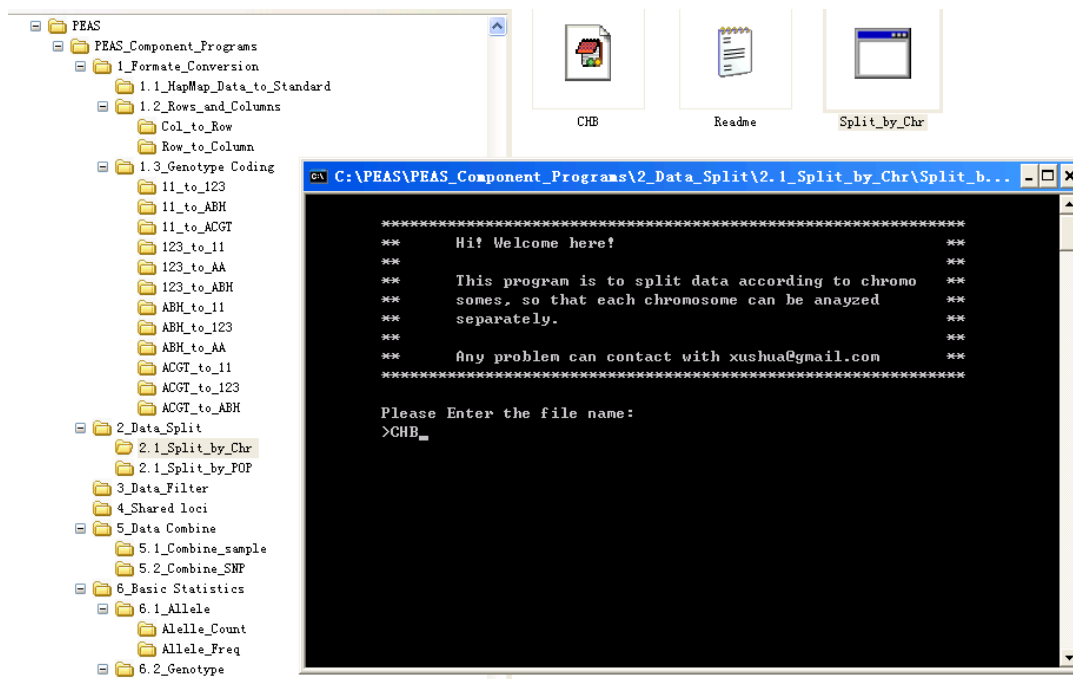 PEAS
PEAS_Component_Programs
1_Formate_Conversion
1.1_HapMap_Data_to_Standard
1.2_Rows_and_Columns
Col_to_Row
Row_to_Column
1.3_Genotype Coding
11_to_123
11_to_ABH
11_to_ACGT
123_to_11
123_to_AA
123_to_ABH
ABH_to_11
ABH_to_123
ABH_to_AA
ACGT_to_11
ACGT_to_123
ACGT_to_ABH
2_Data_Split
2.1_Split_by_Chr
2.1_Split_by_POP
3_Data_Filter
4_Shared loci
5_Data Combine
5.1_Combine_sample
5.2_Combine_SNP
6_Basic Statistics
6.1_Allele
Alelle_Count
Allele_Freq
6.2_Genotype
CHB
Readme
Split_by_Chr
C:\PEAS\PEAS_Component_Programs\2_Data_Split\2.1_Split_by_Chr\Split_b...
******************************************************************
** Hi! Welcome here! **
** **
** This program is to split data according to chromo **
** somes, so that each chromosome can be anayzed **
** separately. **
** **
** Any problem can contact with xushua@gmail.com **
******************************************************************
Please Enter the file name:
>CHB_